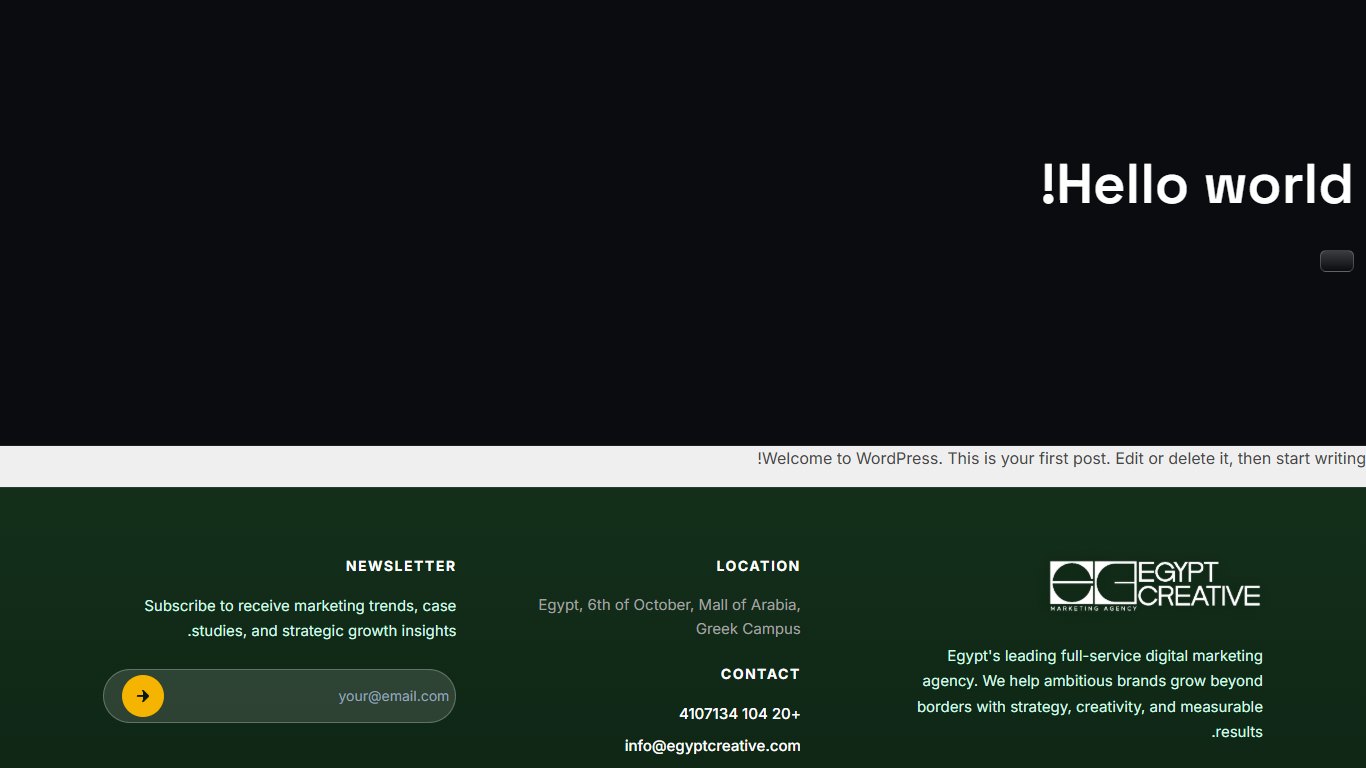 !Hello world
!Welcome to WordPress. This is your first post. Edit or delete it, then start writing
EGYPT
CREATIVE
MARKETING AGENCY
Egypt's leading full-service digital marketing
agency. We help ambitious brands grow beyond
borders with strategy, creativity, and measurable
.results
LOCATION
Egypt, 6th of October, Mall of Arabia,
Greek Campus
CONTACT
4107134 104 20+
info@egyptcreative.com
NEWSLETTER
Subscribe to receive marketing trends, case
.studies, and strategic growth insights
your@email.com